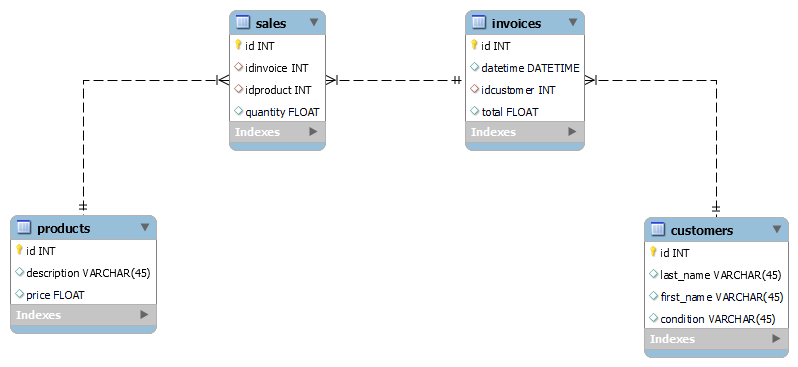 sales
id INT
idinvoice INT
idproduct INT
quantity FLOAT
Indexes
invoices
id INT
datetime DATETIME
idcustomer INT
total FLOAT
Indexes
products
id INT
description VARCHAR(45)
price FLOAT
Indexes
customers
id INT
last_name VARCHAR(45)
first_name VARCHAR(45)
condition VARCHAR(45)
Indexes